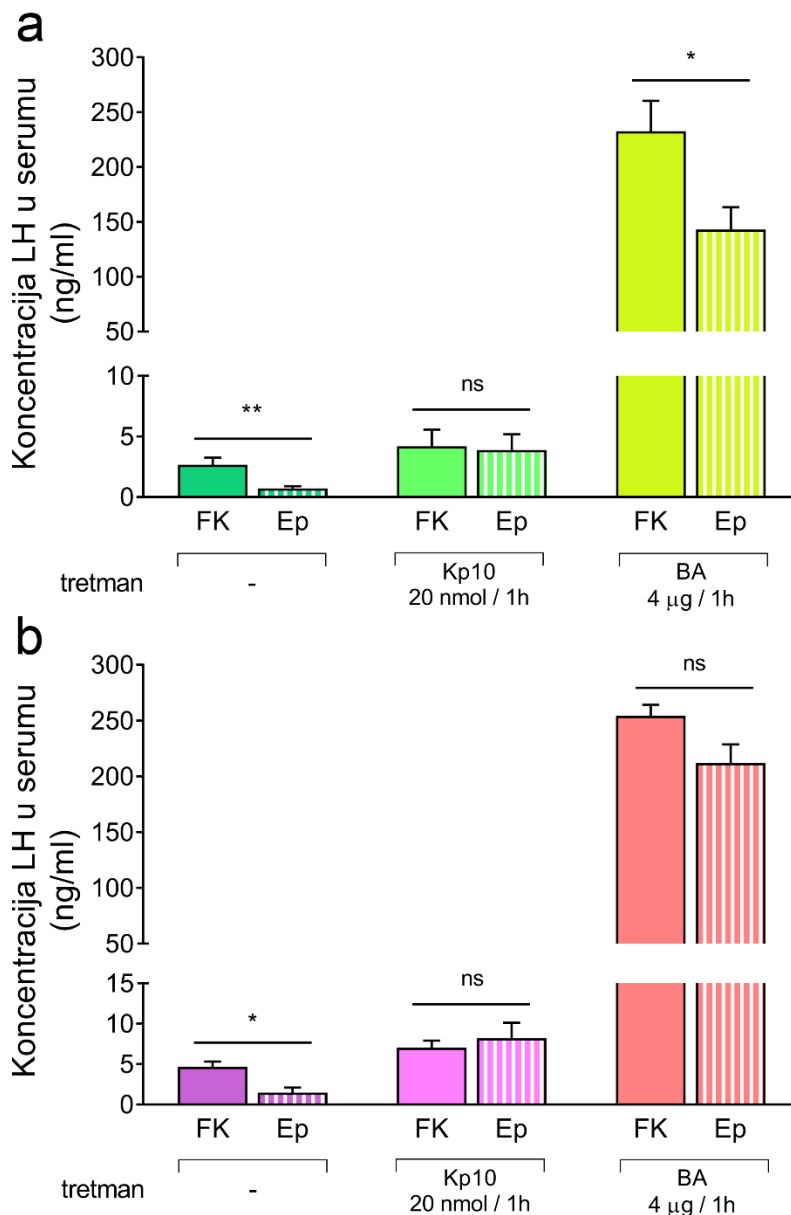 a
Koncentracija LH u serumu
(ng/ml)
300
250
200
150
100
50
10
5
0
**
ns
*
FK Ep FK Ep FK Ep
tretman - Kp10 BA
20 nmol / 1h 4 μg / 1h
b
Koncentracija LH u serumu
(ng/ml)
300
250
200
150
100
50
15
10
5
0
*
ns
ns
FK Ep FK Ep FK Ep
tretman - Kp10 BA
20 nmol / 1h 4 μg / 1h